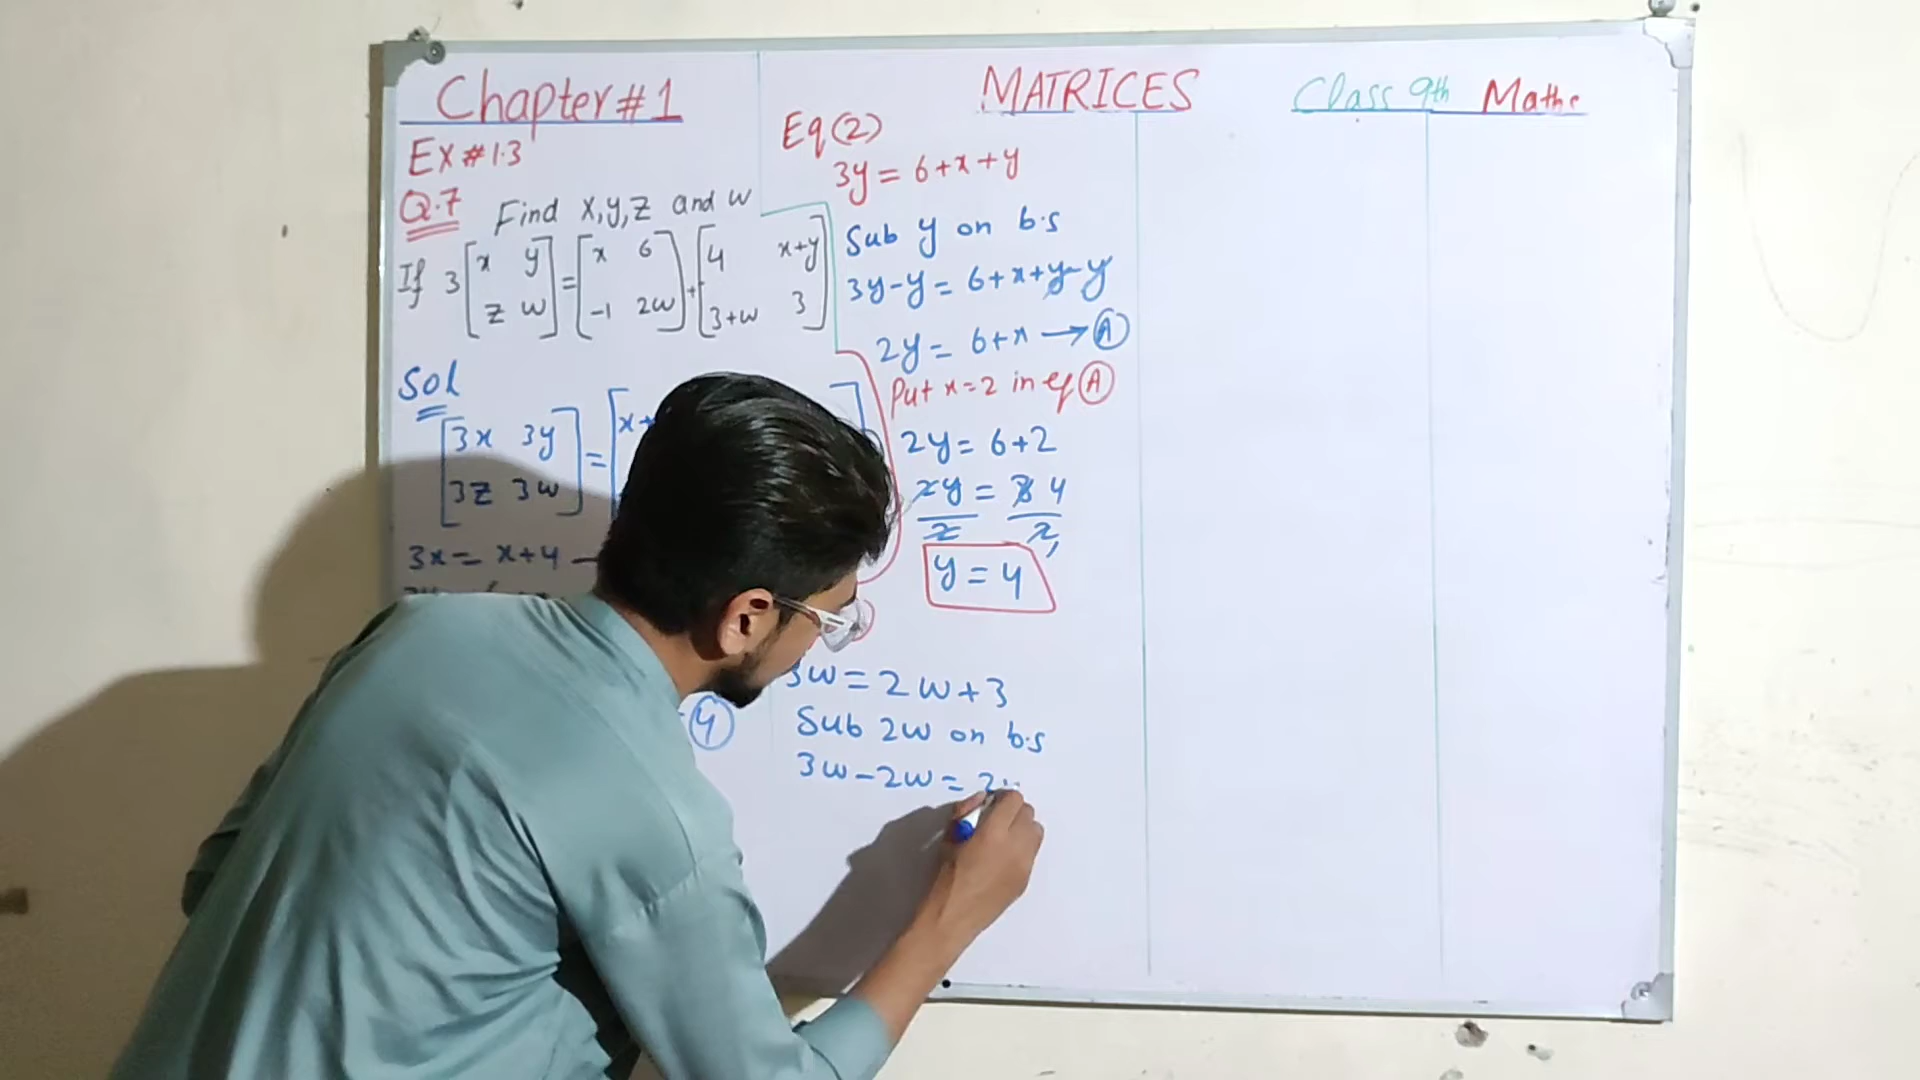 Chapter # 1
MATRICES
Class 9th Maths
Ex # 1.3
Q.7 Find x,y,z and w
If 3 [x y] = [x 6] + [4 x+y]
[z w] [-1 2w] [3+w 3]
Sol
[3x 3y] = [x+
[3z 3w]
3x = x+4
4
Eq (2)
3y = 6+x+y
Sub y on b.s
3y-y = 6+x+y-y
2y = 6+x → A
Put x=2 in eq A
2y = 6+2
2y = 8 4
2 2
y = 4
3w = 2w+3
Sub 2w on b.s
3w-2w =